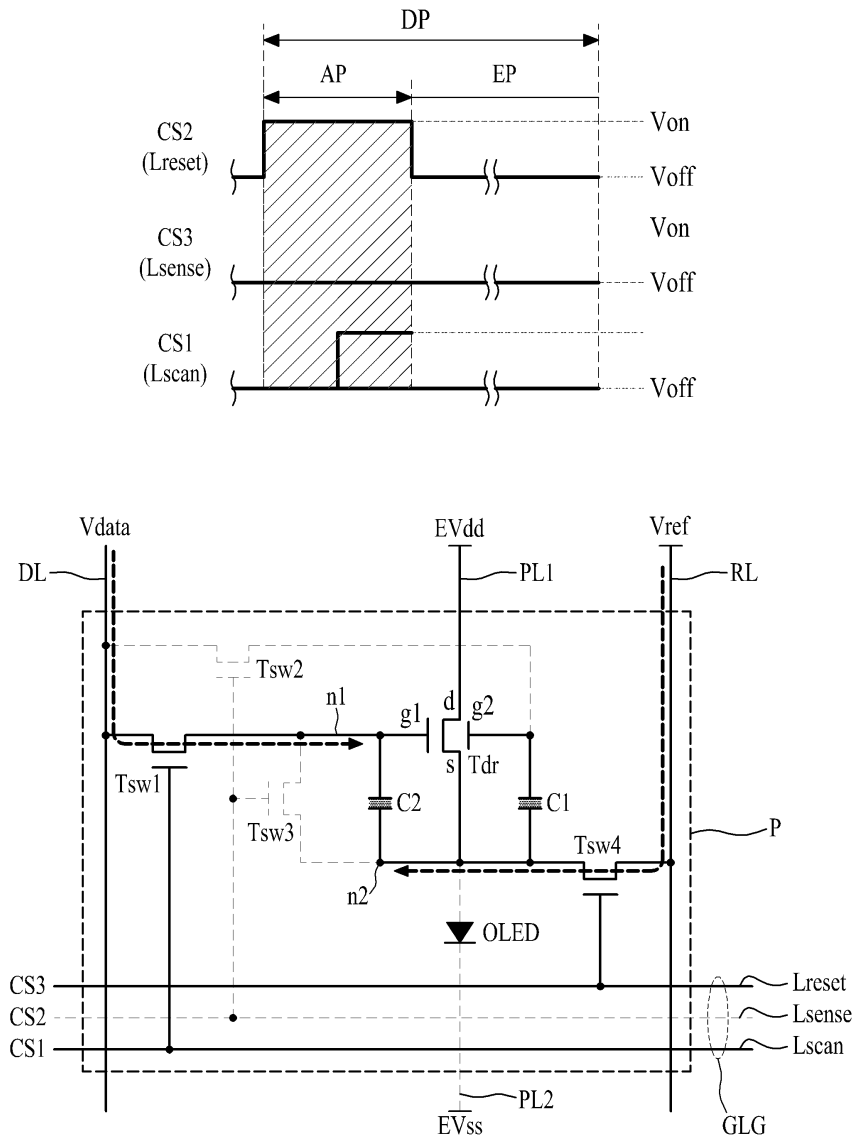 DP
AP EP
CS2
(Lreset)
Von
Voff
CS3
(Lsense)
Von
Voff
CS1
(Lscan)
Voff
Vdata EVdd Vref
DL PL1 RL
Tsw2
n1 g1 d g2
Tsw1 s Tdr
C2 C1
Tsw3 Tsw4 P
n2
OLED
CS3 Lreset
CS2 Lsense
CS1 Lscan
PL2
EVss GLG